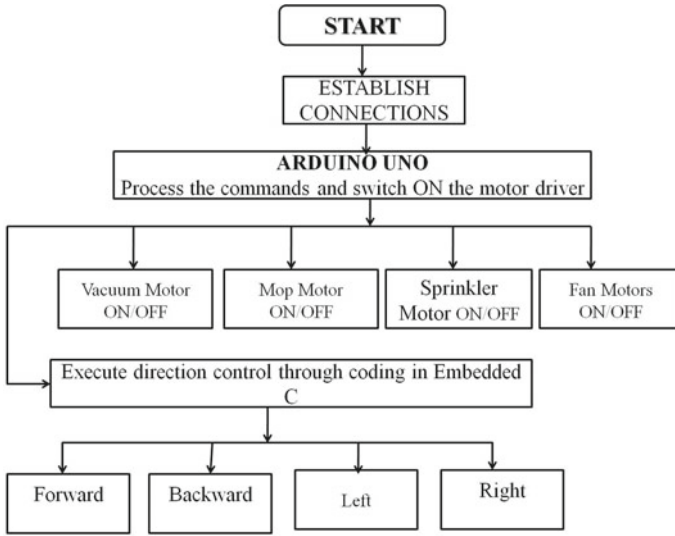 START
ESTABLISH
CONNECTIONS
ARDUINO UNO
Process the commands and switch ON the motor driver
Vacuum Motor
ON/OFF
Mop Motor
ON/OFF
Sprinkler
Motor ON/OFF
Fan Motors
ON/OFF
Execute direction control through coding in Embedded
C
Forward
Backward
Left
Right